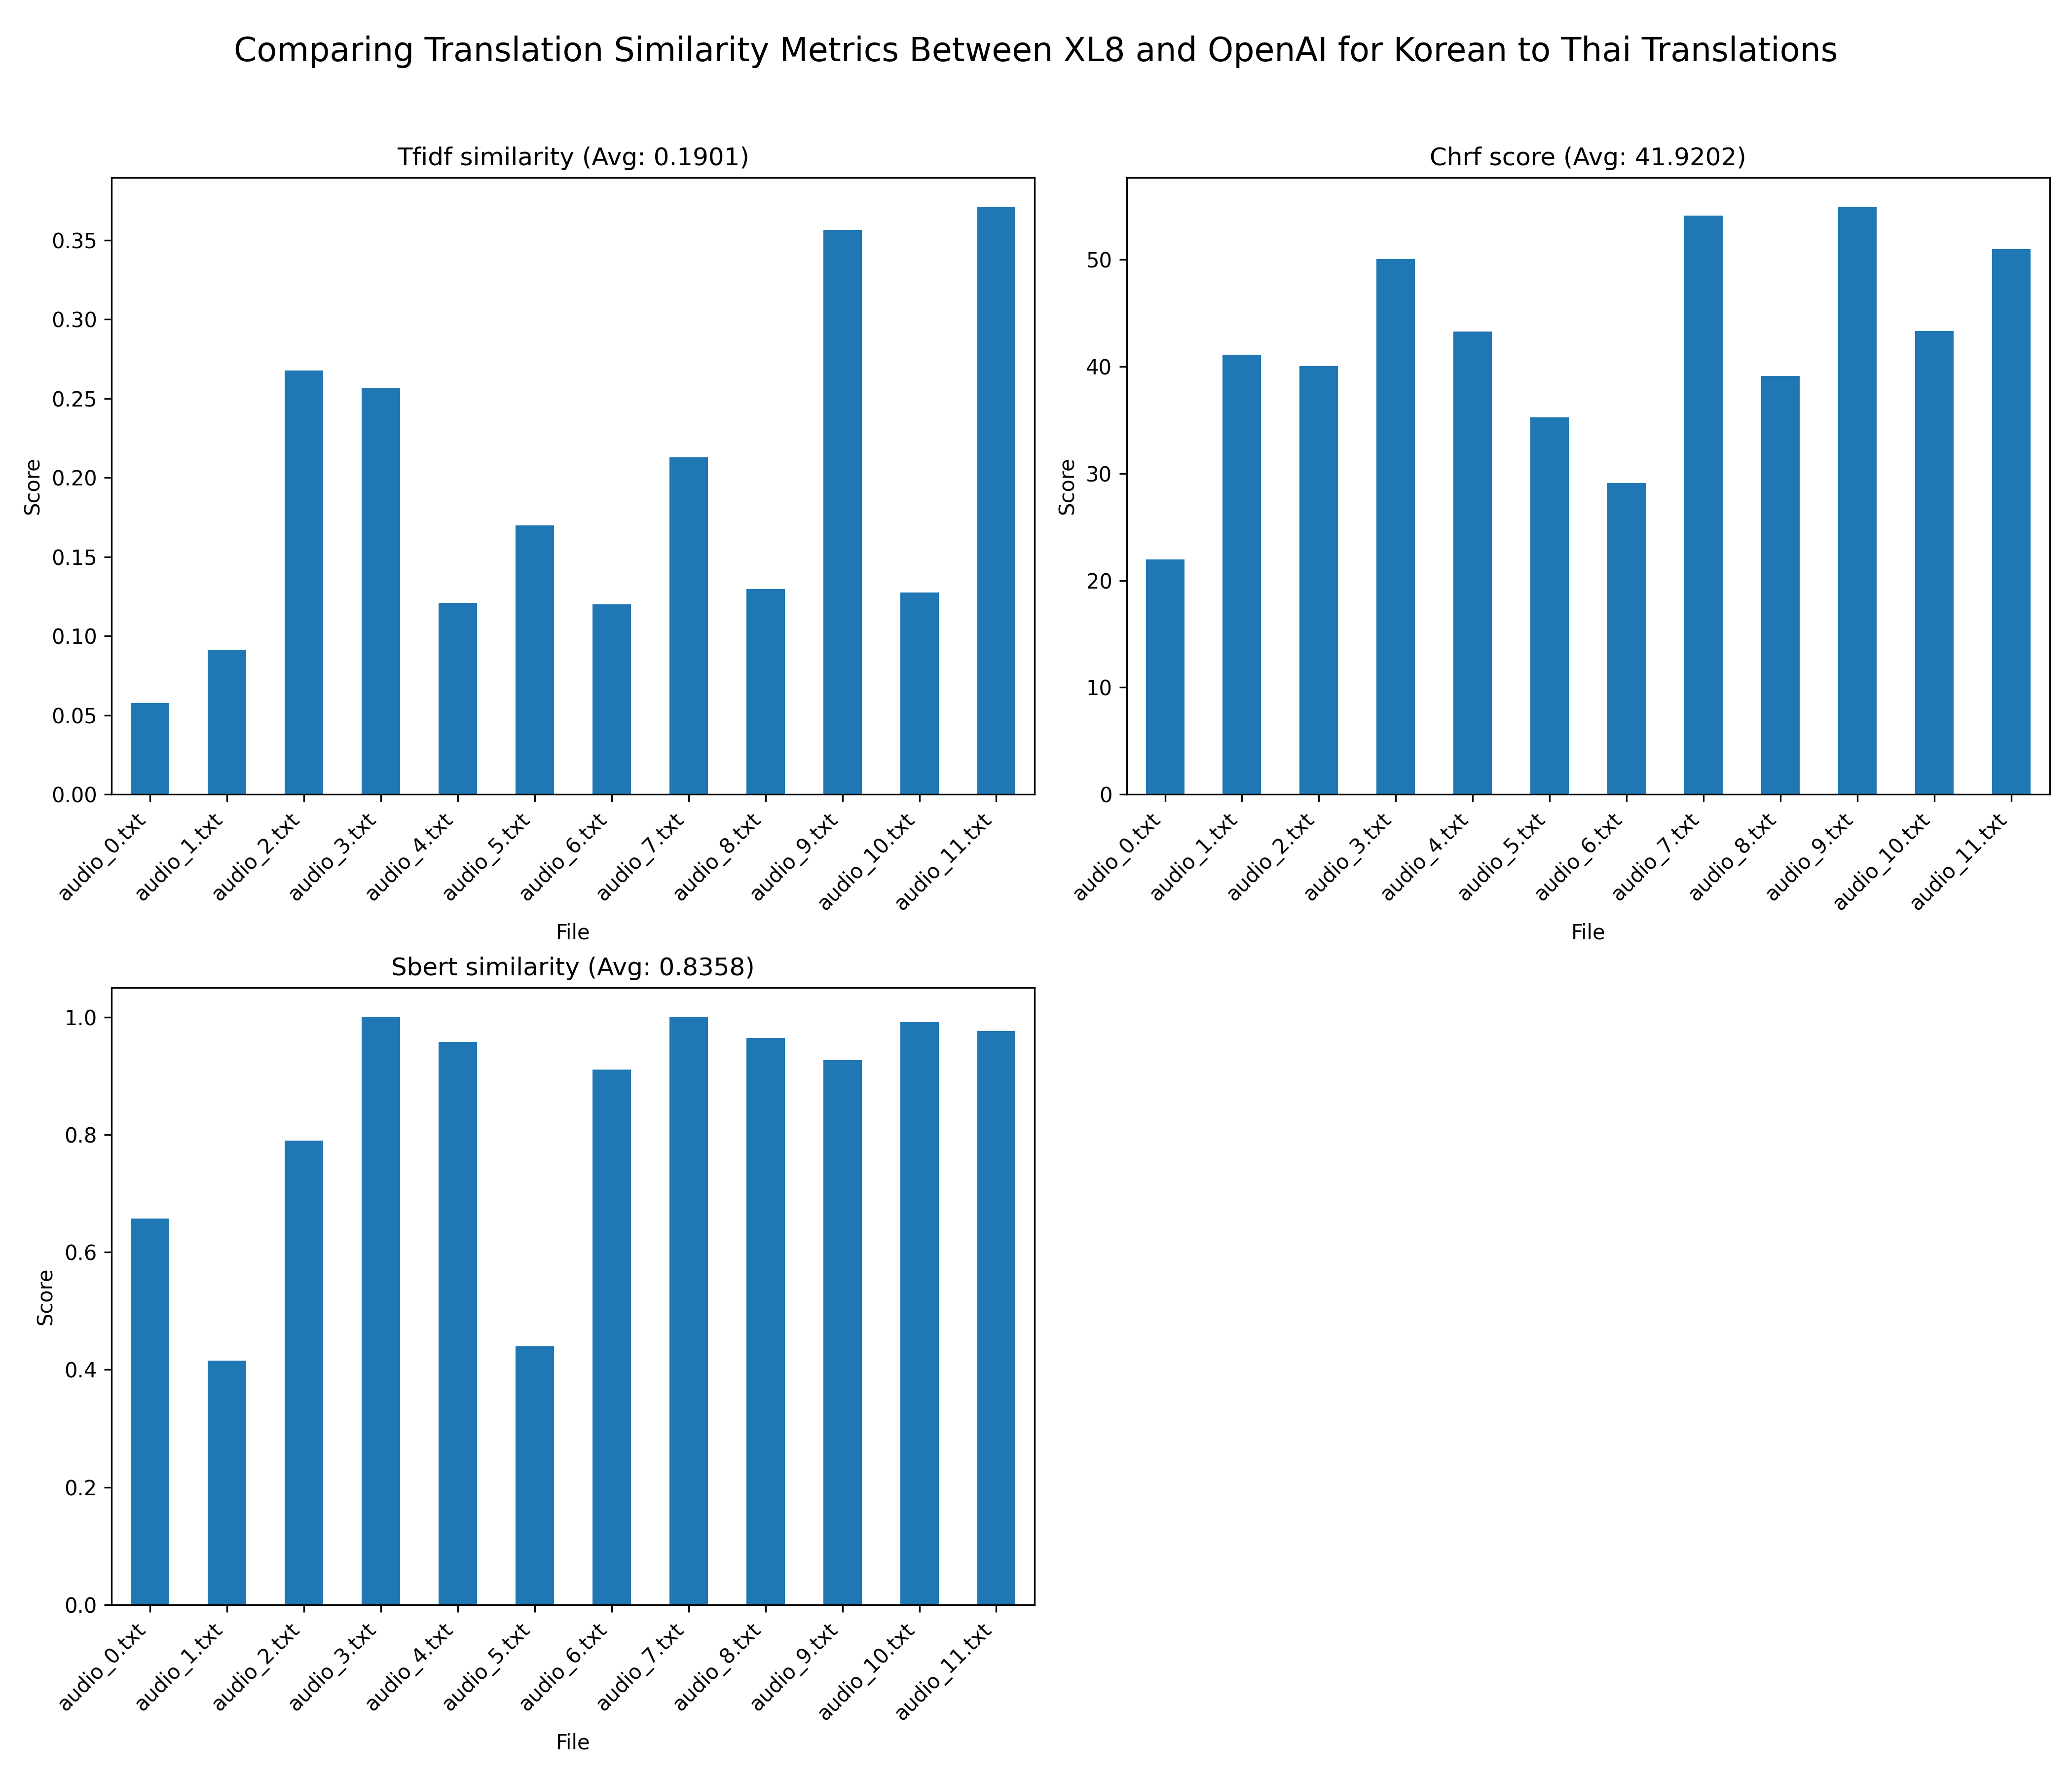 Comparing Translation Similarity Metrics Between XL8 and OpenAI for Korean to Thai Translations
Tfidf similarity (Avg: 0.1901)
Score
0.35
0.30
0.25
0.20
0.15
0.10
0.05
0.00
audio_0.txt
audio_1.txt
audio_2.txt
audio_3.txt
audio_4.txt
audio_5.txt
audio_6.txt
audio_7.txt
audio_8.txt
audio_9.txt
audio_10.txt
audio_11.txt
File
Chrf score (Avg: 41.9202)
Score
50
40
30
20
10
0
audio_0.txt
audio_1.txt
audio_2.txt
audio_3.txt
audio_4.txt
audio_5.txt
audio_6.txt
audio_7.txt
audio_8.txt
audio_9.txt
audio_10.txt
audio_11.txt
File
Sbert similarity (Avg: 0.8358)
Score
1.0
0.8
0.6
0.4
0.2
0.0
audio_0.txt
audio_1.txt
audio_2.txt
audio_3.txt
audio_4.txt
audio_5.txt
audio_6.txt
audio_7.txt
audio_8.txt
audio_9.txt
audio_10.txt
audio_11.txt
File